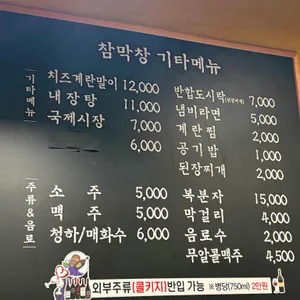 참막창 기타메뉴
기타메뉴
치즈계란말이 12,000
내장탕 11,000
국제시장 7,000
6,000
반합도시락 7,000
냄비라면 5,000
계란찜 2,000
공기밥 1,000
된장찌개 2,000
주류&음료
소주 5,000
맥주 5,000
청하/매화수 6,000
복분자 15,000
막걸리 4,000
음료수 2,000
무알콜맥주 4,500
외부주류(콜키지)반입 가능 ※병당(750ml) 2만원